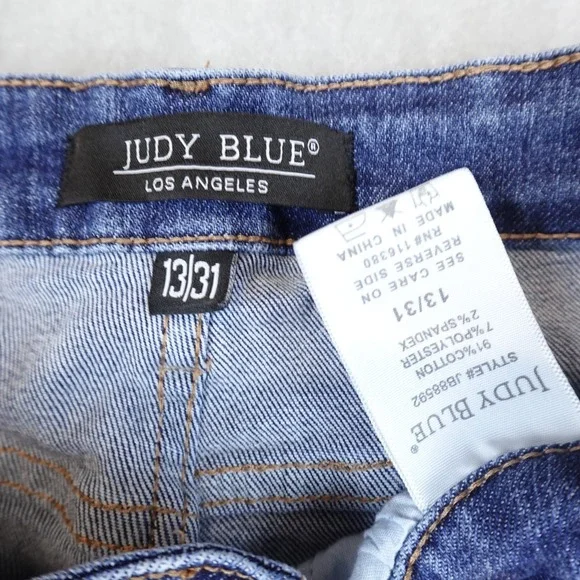 JUDY BLUE®
LOS ANGELES
13/31
JUDY BLUE®
STYLE# JB88592
91%COTTON
7%POLYESTER
2%SPANDEX
13/31
SEE CARE ON
REVERSE SIDE
RN#116380
MADE IN CHINA